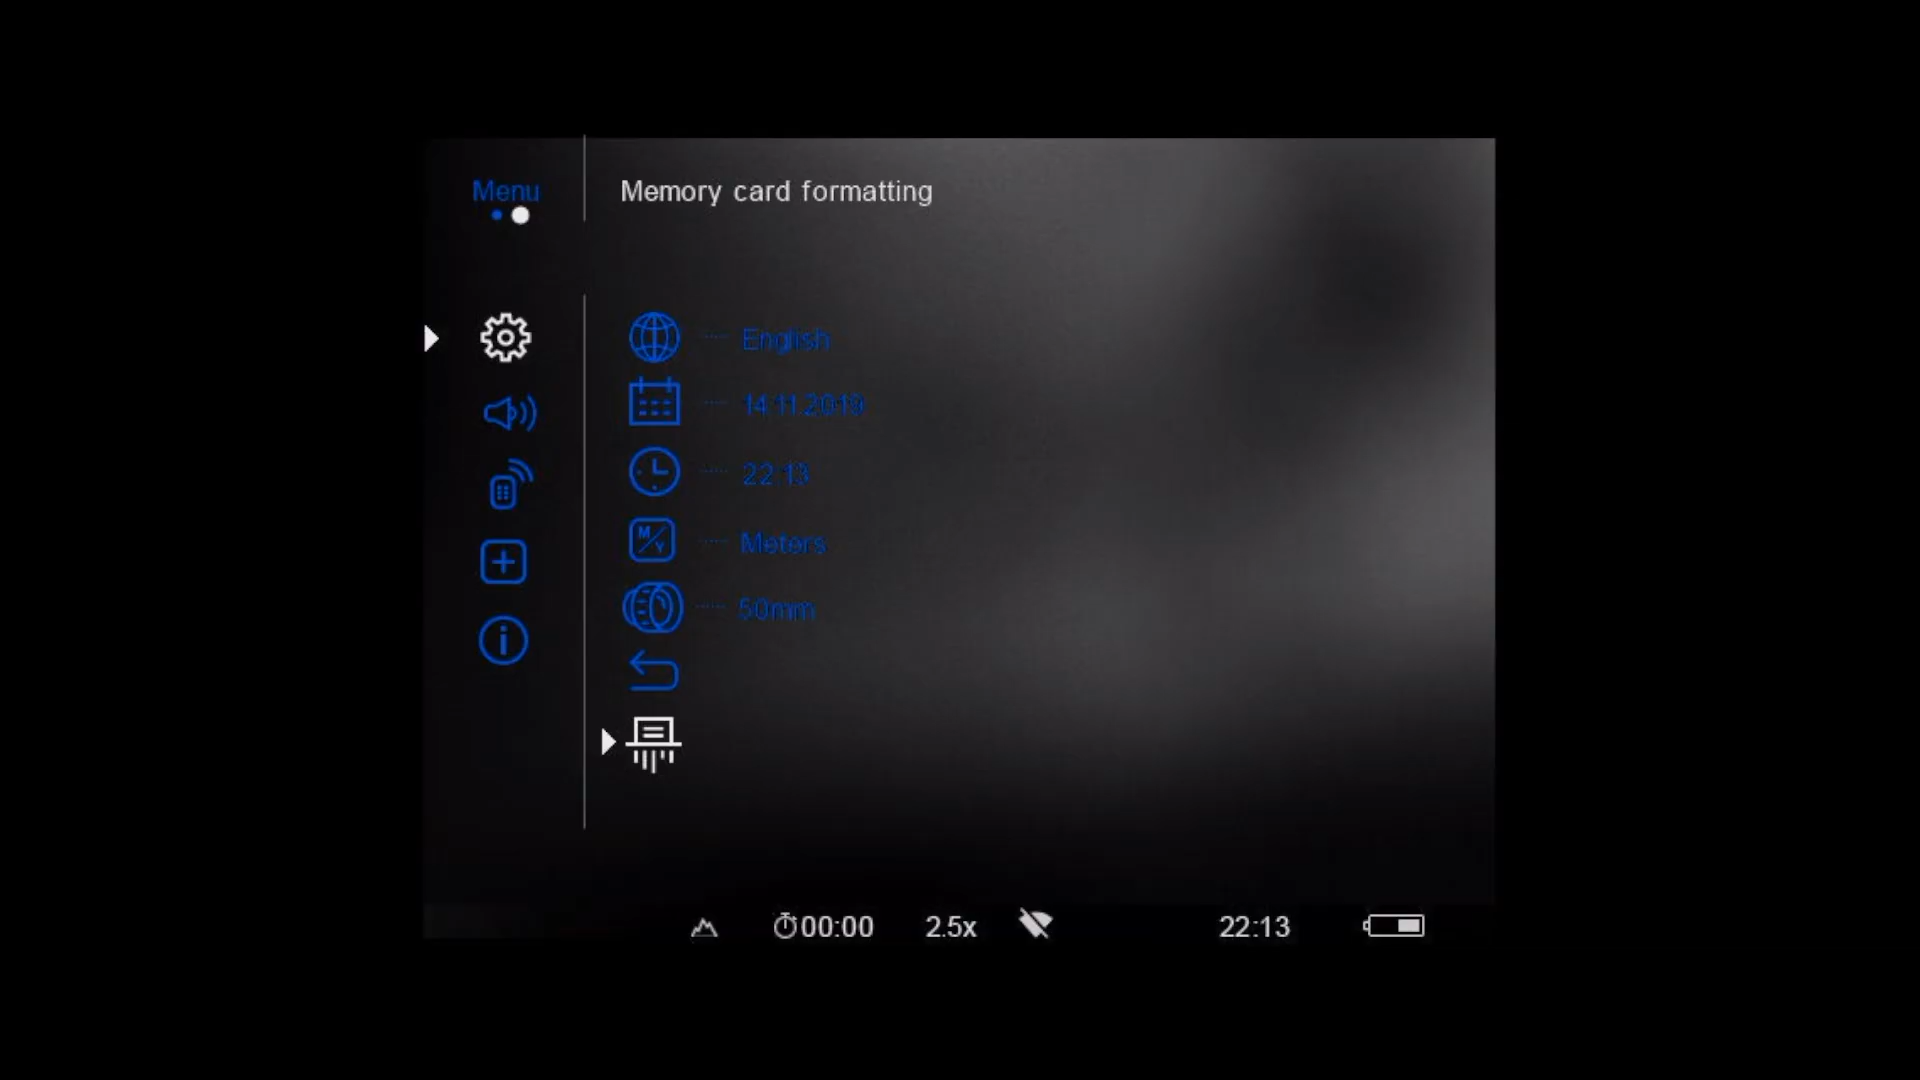 Menu
Memory card formatting
English
14.11.2019
22:13
M/Y
Meters
50mm
00:00
2.5x
22:13